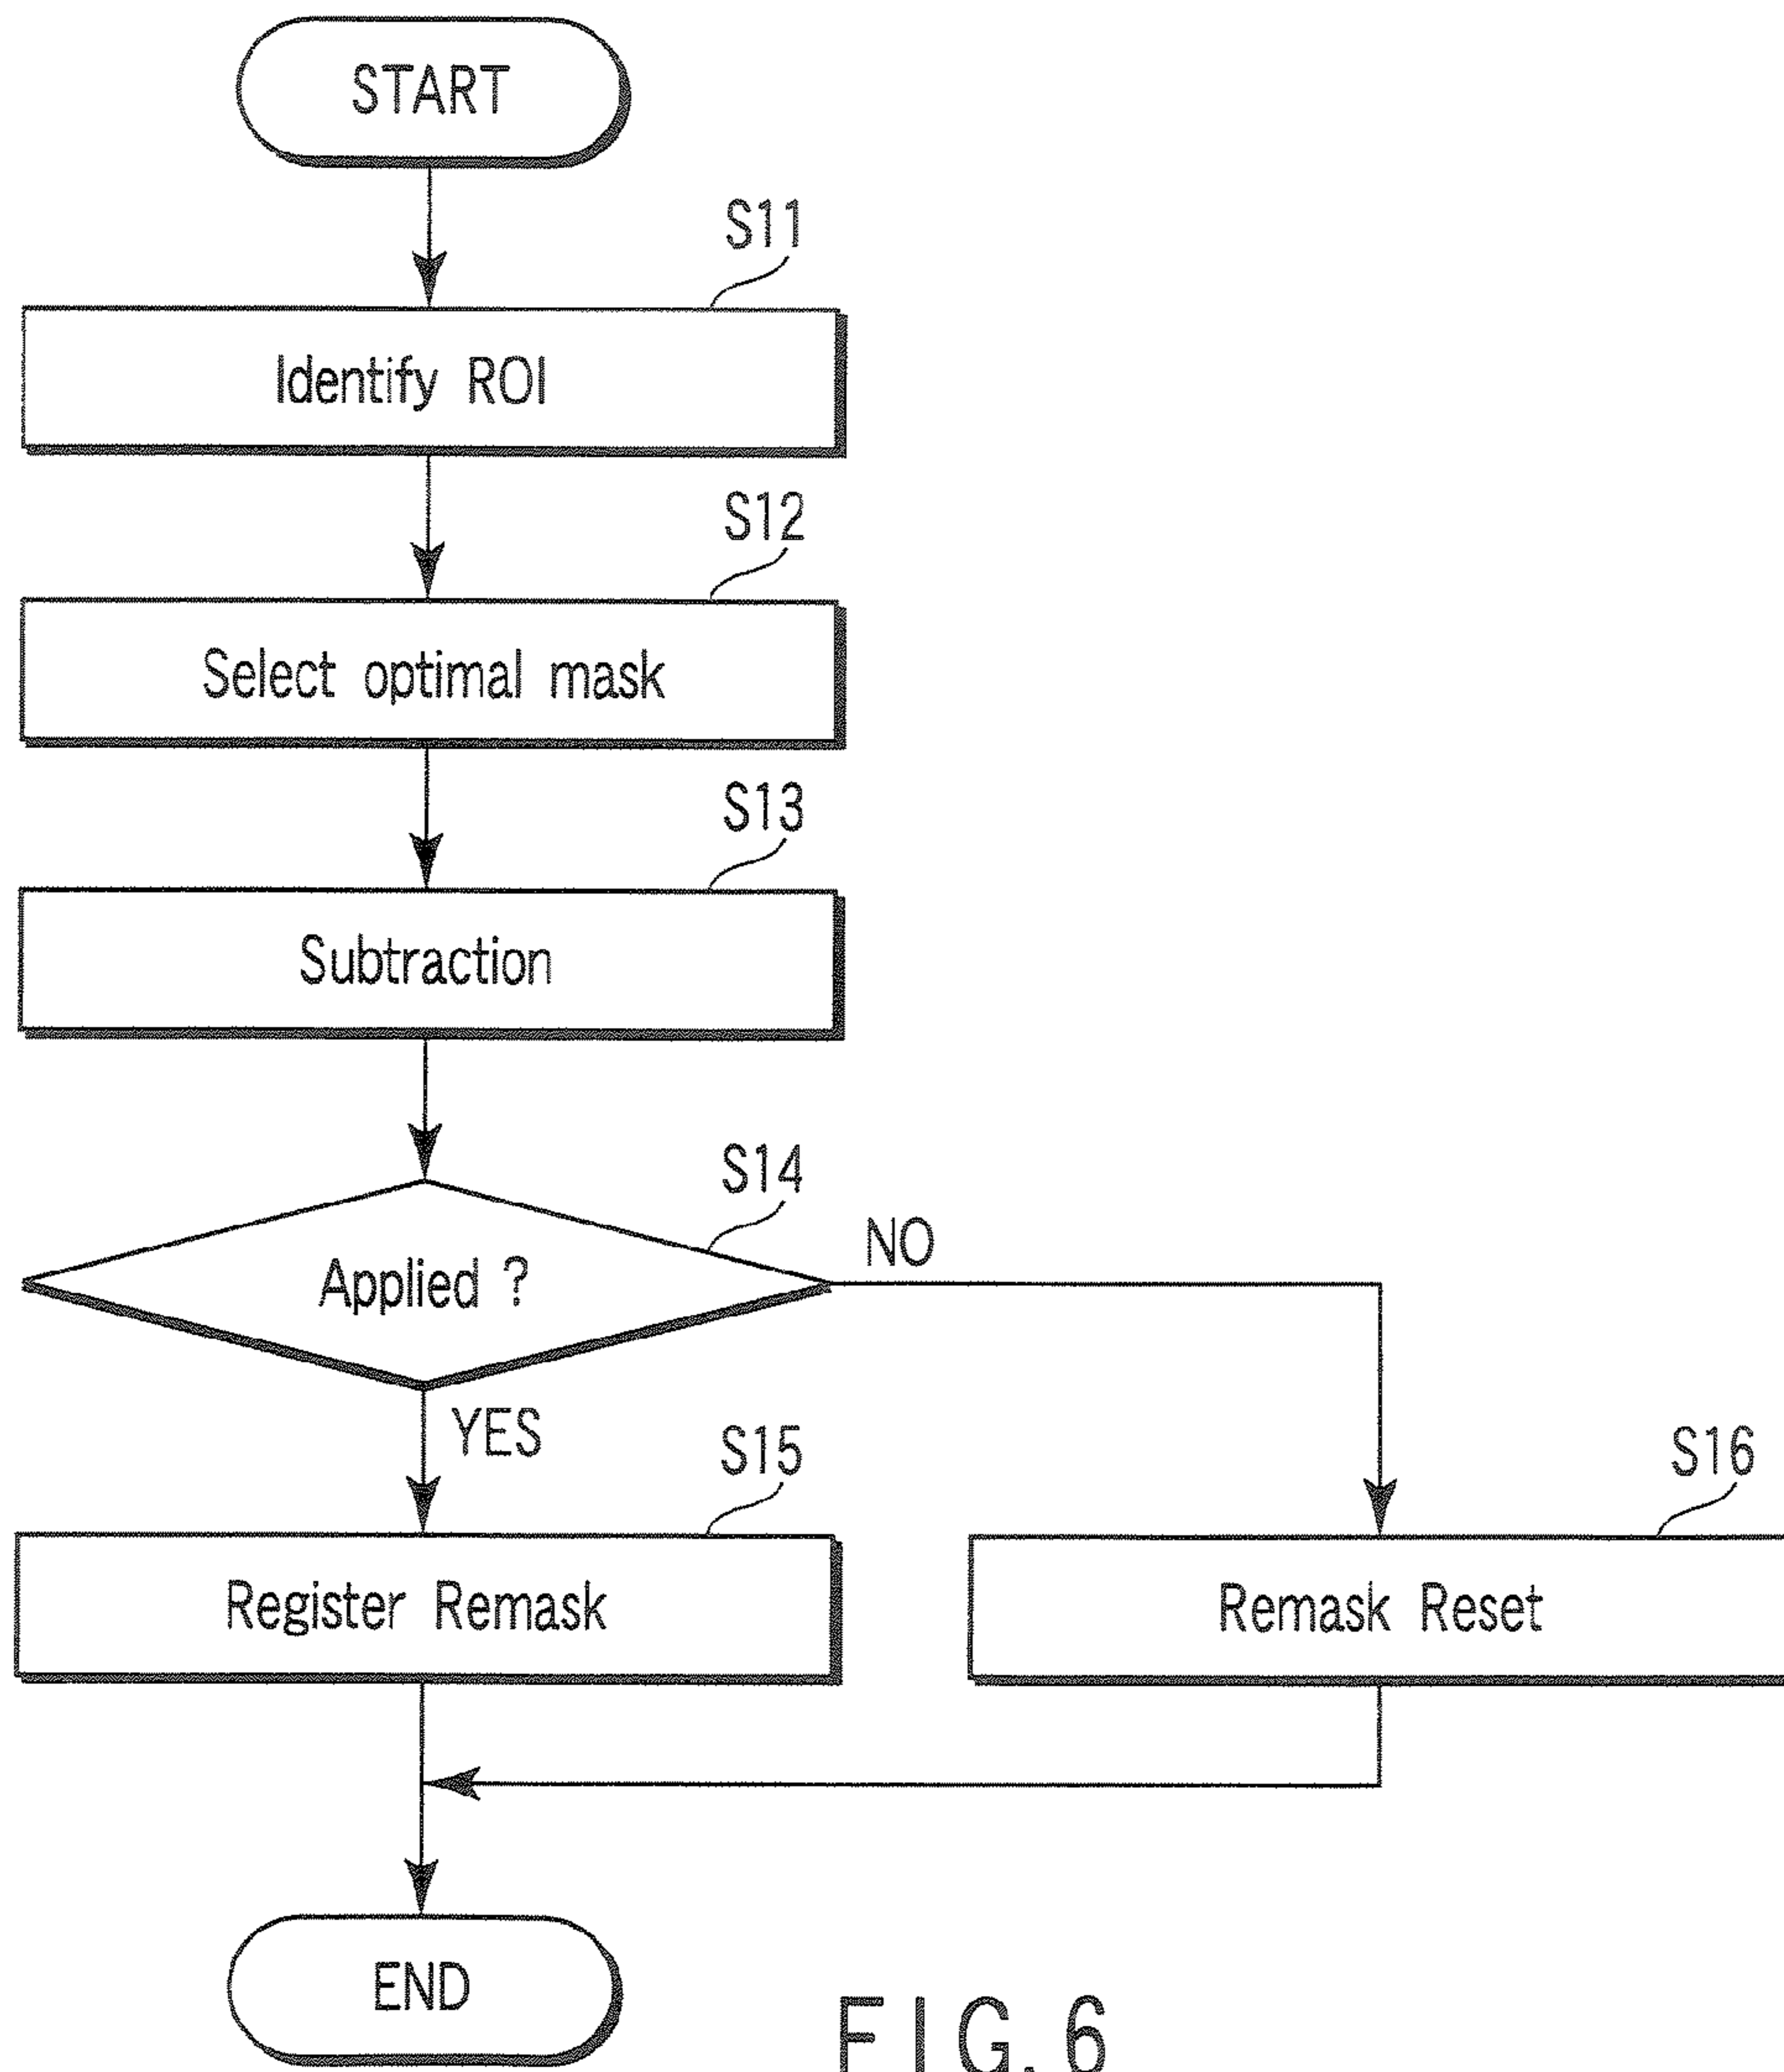 START
S11
Identify ROI
S12
Select optimal mask
S13
Subtraction
S14
Applied ?
NO
YES
S15
Register Remask
S16
Remask Reset
END
FIG. 6